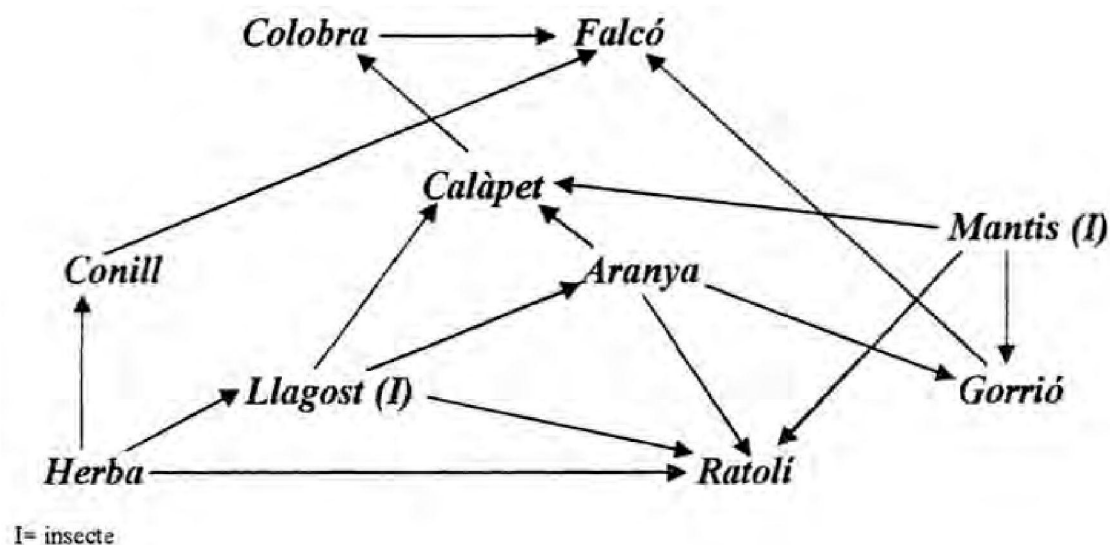 Colobra Falcó
Calàpet
Mantis (I)
Conill Aranya
Llagost (I) Gorrió
Herba Ratolí
I= insecte